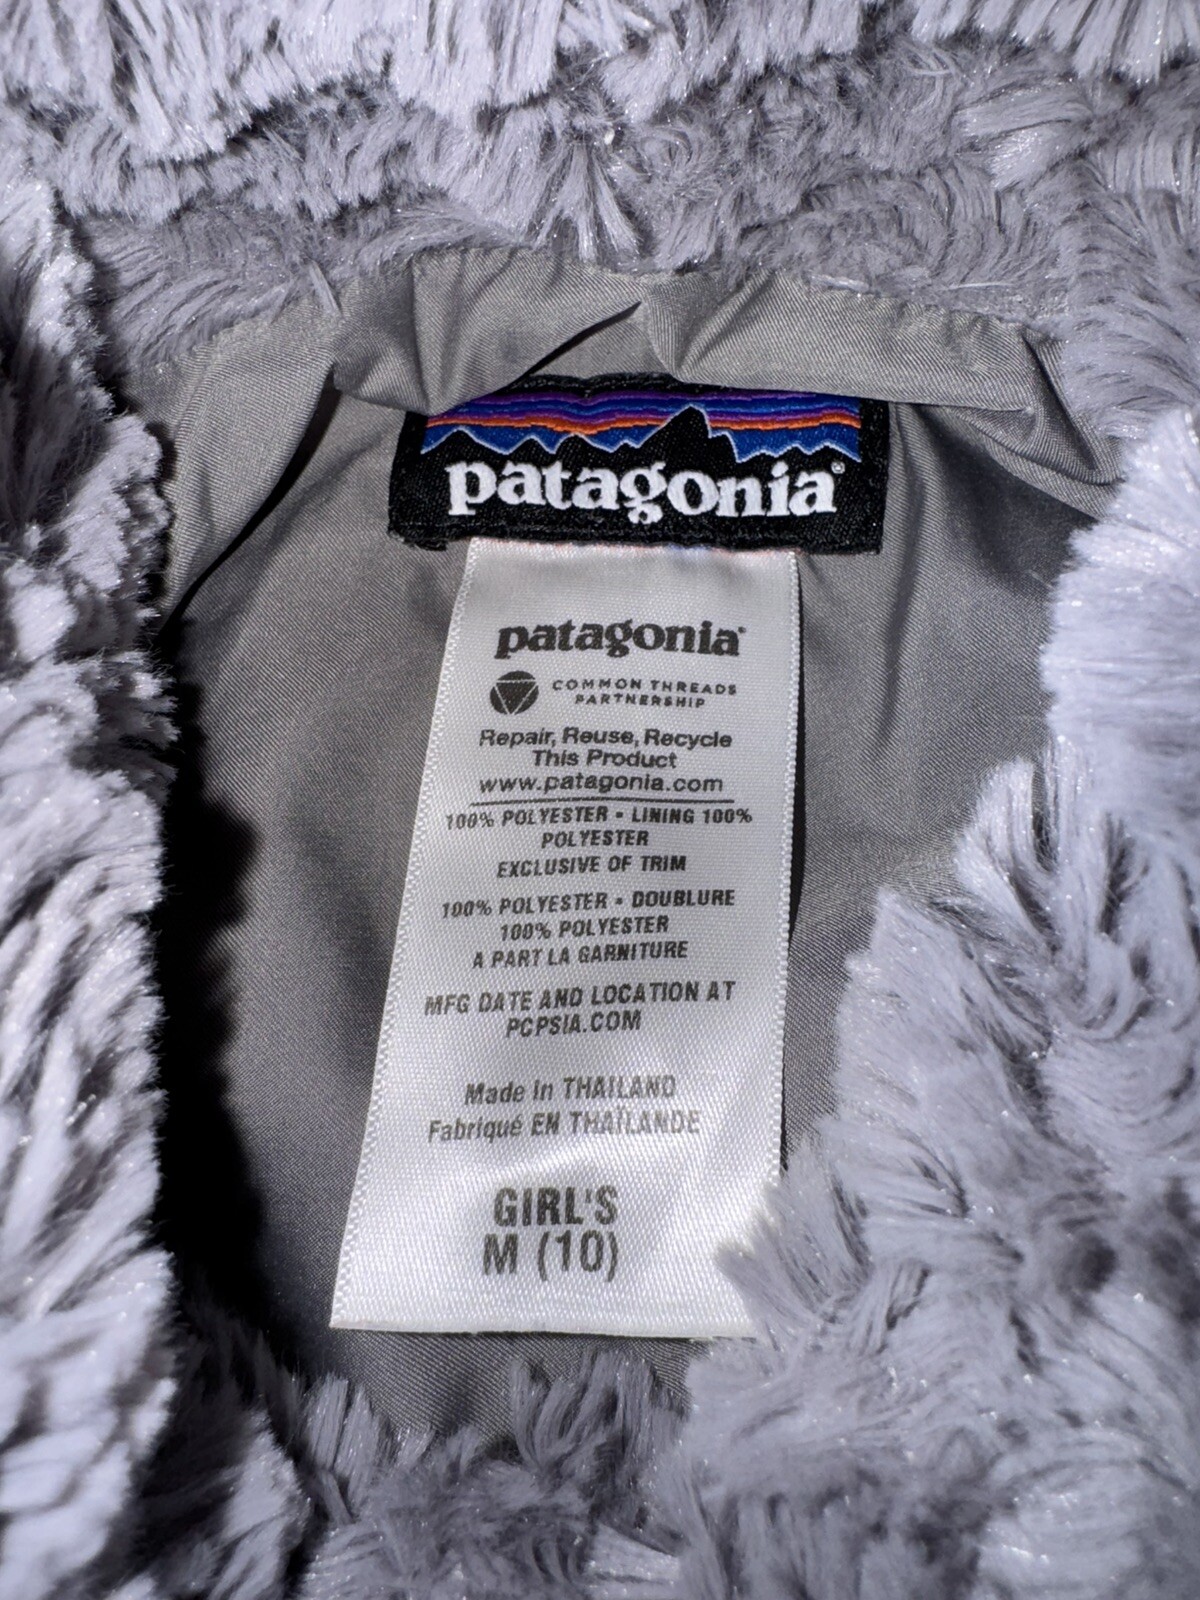 patagonia®
patagonia®
COMMON THREADS
PARTNERSHIP
Repair, Reuse, Recycle
This Product
www.patagonia.com
100% POLYESTER • LINING 100%
POLYESTER
EXCLUSIVE OF TRIM
100% POLYESTER • DOUBLURE
100% POLYESTER
A PART LA GARNITURE
MFG DATE AND LOCATION AT
PCPSIA.COM
Made in THAILAND
Fabriqué EN THAÏLANDE
GIRL'S
M (10)